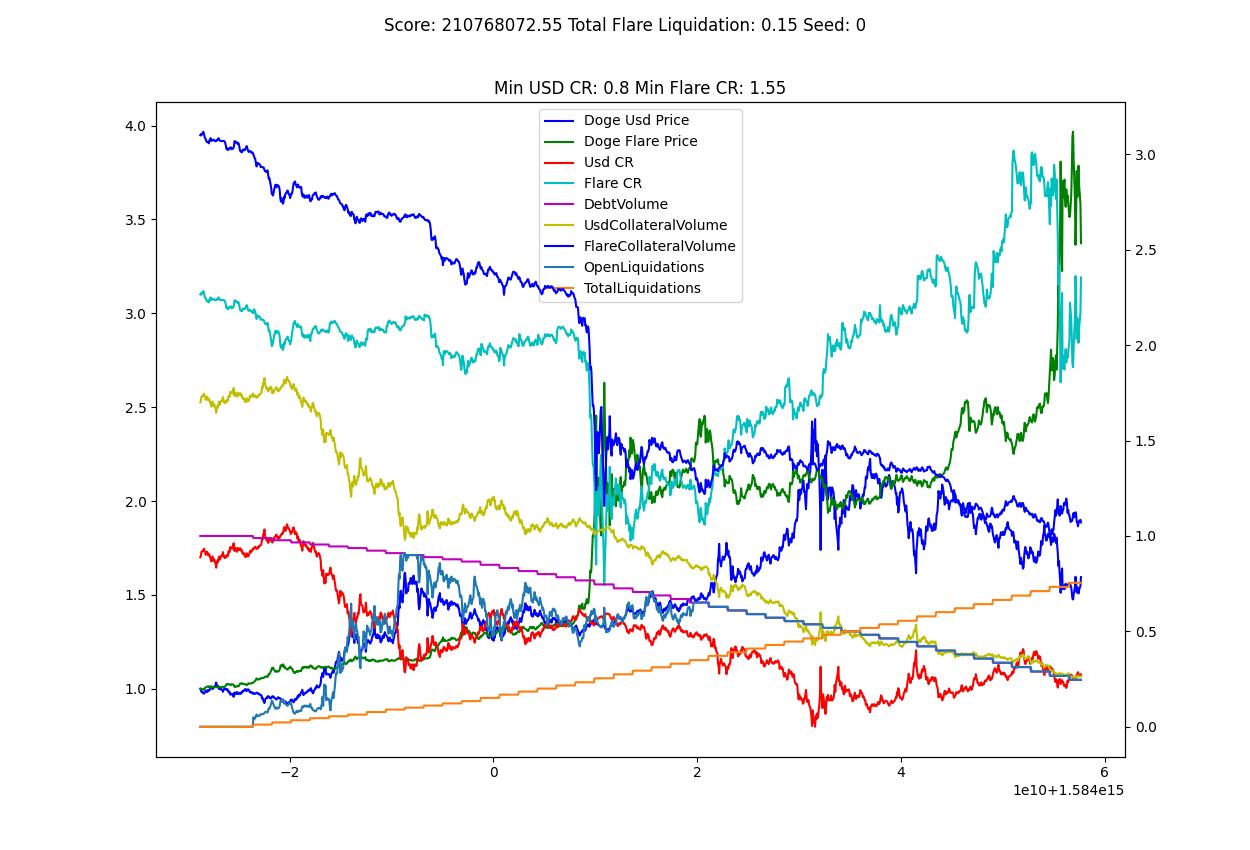 Score: 210768072.55 Total Flare Liquidation: 0.15 Seed: 0
Min USD CR: 0.8 Min Flare CR: 1.55
Doge Usd Price
Doge Flare Price
Usd CR
Flare CR
DebtVolume
UsdCollateralVolume
FlareCollateralVolume
OpenLiquidations
TotalLiquidations
4.0
3.5
3.0
2.5
2.0
1.5
1.0
3.0
2.5
2.0
1.5
1.0
0.5
0.0
−2
0
2
4
6
1e10+1.584e15